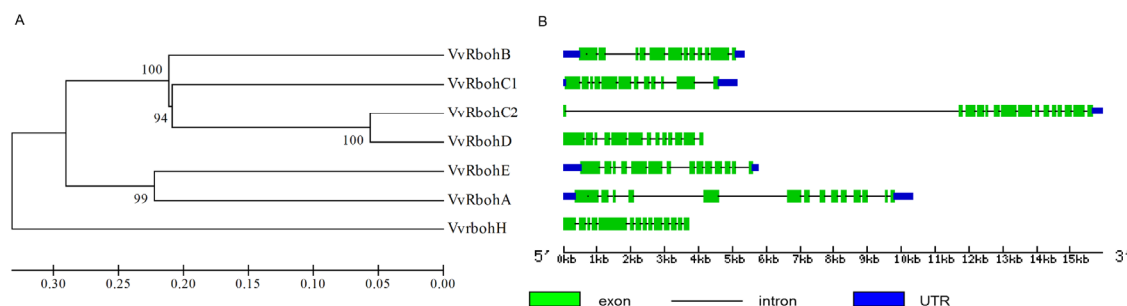 A
B
VvRbohB
100
VvRbohC1
VvRbohC2
94
100
VvRbohD
VvRbohE
99
VvRbohA
VvrbohH
0.30 0.25 0.20 0.15 0.10 0.05 0.00
5' 3'
0kb 1kb 2kb 3kb 4kb 5kb 6kb 7kb 8kb 9kb 10kb 11kb 12kb 13kb 14kb 15kb
exon intron UTR